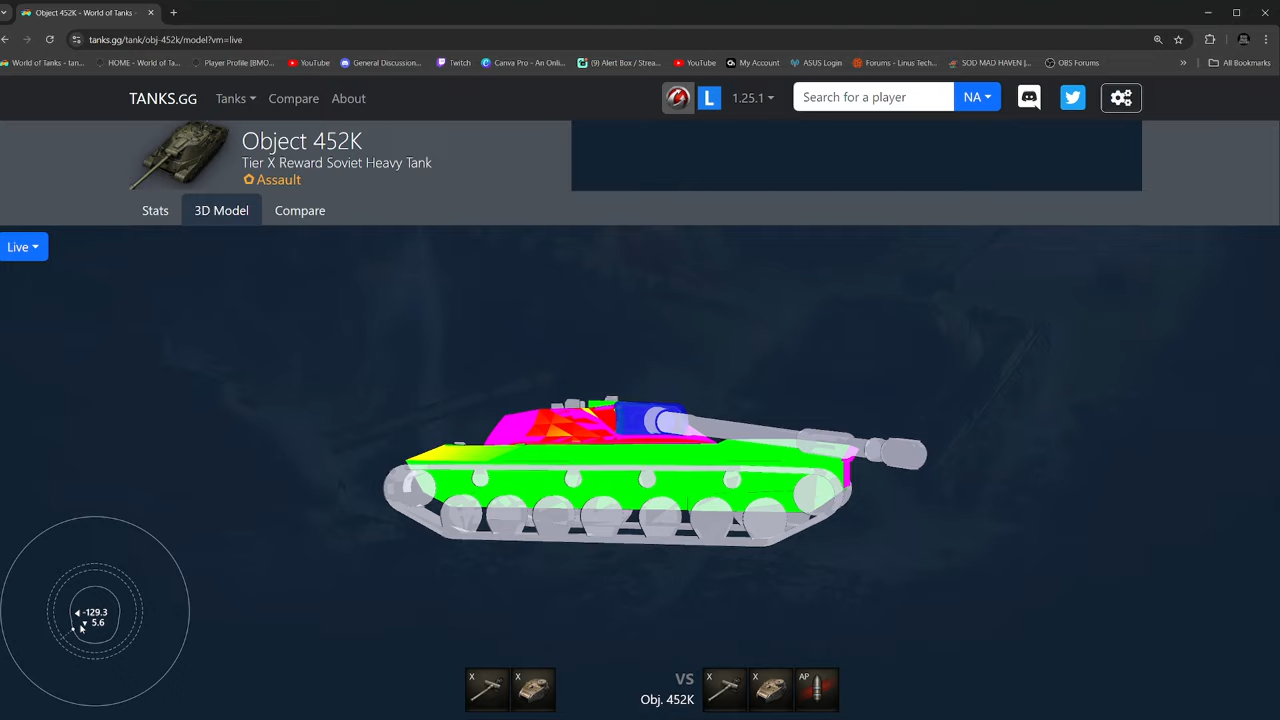 Object 452K - World of Tanks -
tanks.gg/tank/obj-452k/model?vm=live
World of Tanks - tan...
HOME - World of Ta...
Player Profile [BMO...
YouTube
General Discussion...
Twitch
Canva Pro - An Onli...
(9) Alert Box / Strea...
YouTube
My Account
ASUS Login
Forums - Linus Tech...
SOD MAD HAVEN |...
OBS Forums
»
All Bookmarks
TANKS.GG
Tanks
Compare
About
L
1.25.1
Search for a player
NA
Object 452K
Tier X Reward Soviet Heavy Tank
Assault
Stats
3D Model
Compare
Live
-129.3
5.6
X
X
VS
Obj. 452K
X
X
AP